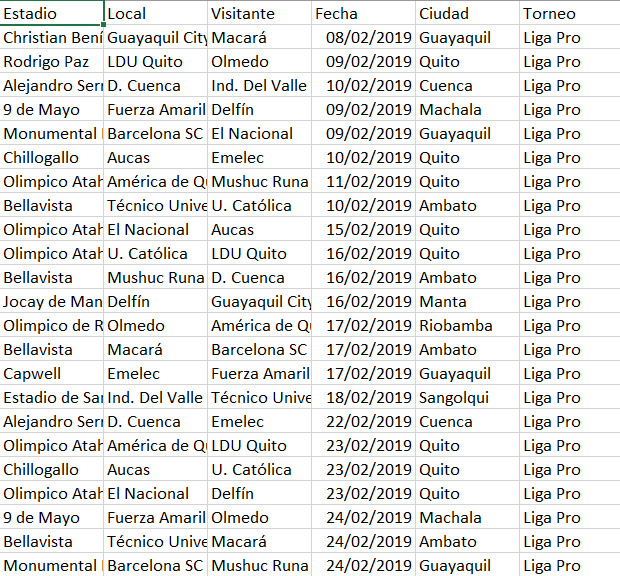 Estadio Local Visitante Fecha Ciudad Torneo
Christian Bení Guayaquil City Macará 08/02/2019 Guayaquil Liga Pro
Rodrigo Paz LDU Quito Olmedo 09/02/2019 Quito Liga Pro
Alejandro Serr D. Cuenca Ind. Del Valle 10/02/2019 Cuenca Liga Pro
9 de Mayo Fuerza Amaril Delfín 09/02/2019 Machala Liga Pro
Monumental Barcelona SC El Nacional 09/02/2019 Guayaquil Liga Pro
Chillogallo Aucas Emelec 10/02/2019 Quito Liga Pro
Olimpico Atah América de Qu Mushuc Runa 11/02/2019 Quito Liga Pro
Bellavista Técnico Unive U. Católica 10/02/2019 Ambato Liga Pro
Olimpico Atah El Nacional Aucas 15/02/2019 Quito Liga Pro
Olimpico Atah U. Católica LDU Quito 16/02/2019 Quito Liga Pro
Bellavista Mushuc Runa D. Cuenca 16/02/2019 Ambato Liga Pro
Jocay de Man Delfín Guayaquil City 16/02/2019 Manta Liga Pro
Olimpico de R Olmedo América de Qu 17/02/2019 Riobamba Liga Pro
Bellavista Macará Barcelona SC 17/02/2019 Ambato Liga Pro
Capwell Emelec Fuerza Amaril 17/02/2019 Guayaquil Liga Pro
Estadio de Sa Ind. Del Valle Técnico Unive 18/02/2019 Sangolqui Liga Pro
Alejandro Serr D. Cuenca Emelec 22/02/2019 Cuenca Liga Pro
Olimpico Atah América de Qu LDU Quito 23/02/2019 Quito Liga Pro
Chillogallo Aucas U. Católica 23/02/2019 Quito Liga Pro
Olimpico Atah El Nacional Delfín 23/02/2019 Quito Liga Pro
9 de Mayo Fuerza Amaril Olmedo 24/02/2019 Machala Liga Pro
Bellavista Técnico Unive Macará 24/02/2019 Ambato Liga Pro
Monumental Barcelona SC Mushuc Runa 24/02/2019 Guayaquil Liga Pro